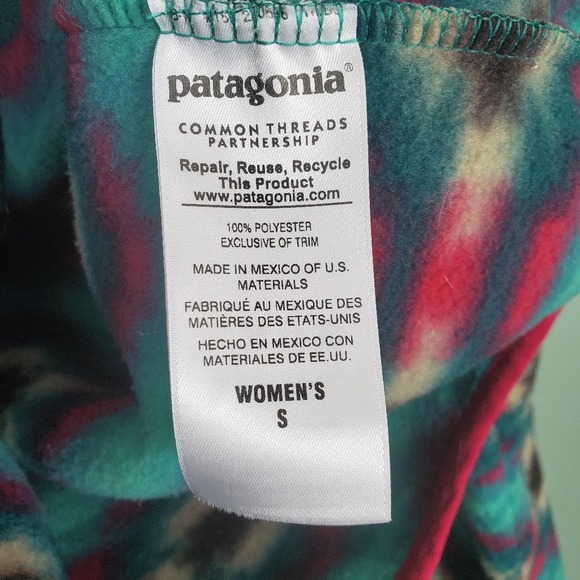 patagonia®
COMMON THREADS
PARTNERSHIP
Repair, Reuse, Recycle
This Product
www.patagonia.com
100% POLYESTER
EXCLUSIVE OF TRIM
MADE IN MEXICO OF U.S.
MATERIALS
FABRIQUÉ AU MEXIQUE DES
MATIÈRES DES ETATS-UNIS
HECHO EN MEXICO CON
MATERIALES DE EE.UU.
WOMEN'S
S